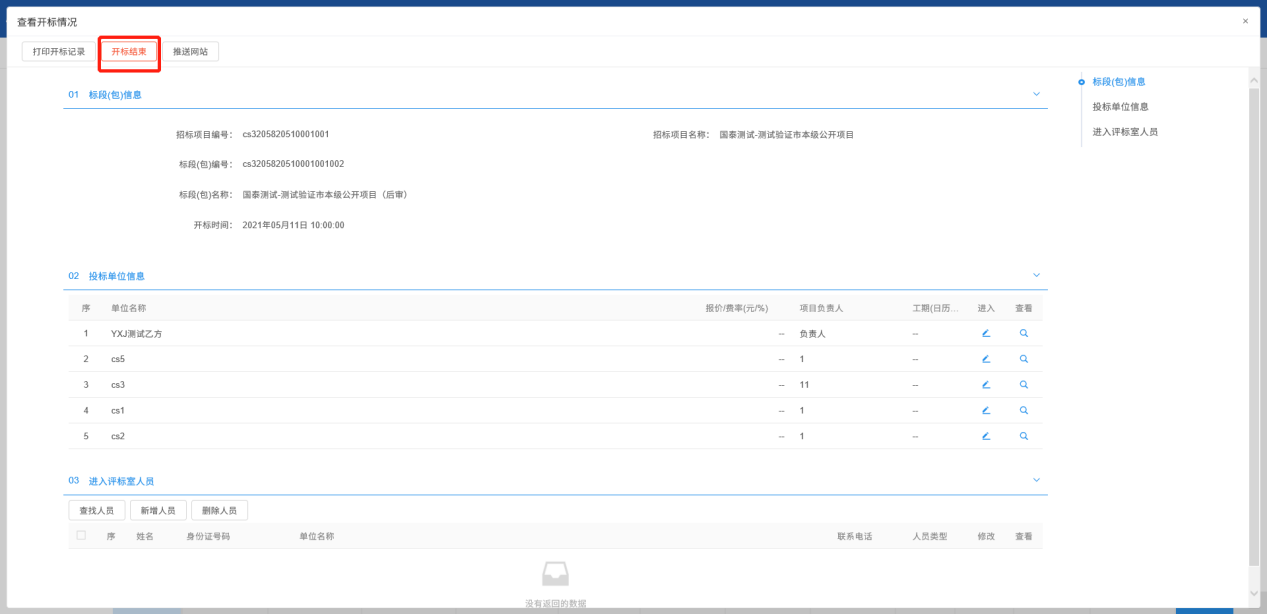 查看开标情况
打印开标记录 开标结束 推送网站
01 标段(包)信息
招标项目编号： cs3205820510001001 招标项目名称： 国泰测试-测试验证市本级公开项目
标段(包)编号： cs3205820510001001002
标段(包)名称： 国泰测试-测试验证市本级公开项目（后审）
开标时间： 2021年05月11日 10:00:00
02 投标单位信息
序 单位名称 报价/费率(元/%) 项目负责人 工期(日历... 进入 查看
1 YXJ测试乙方 -- 负责人 --
2 cs5 -- 1 --
3 cs3 -- 11 --
4 cs1 -- 1 --
5 cs2 -- 1 --
03 进入评标室人员
查找人员 新增人员 删除人员
序 姓名 身份证号码 单位名称 联系电话 人员类型 修改 查看
没有返回的数据
标段(包)信息
投标单位信息
进入评标室人员